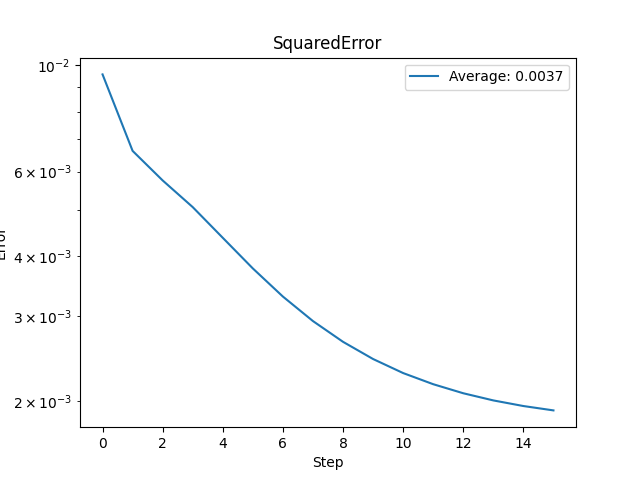 SquaredError
Average: 0.0037
10⁻²
6 × 10⁻³
4 × 10⁻³
3 × 10⁻³
2 × 10⁻³
Error
0 2 4 6 8 10 12 14
Step